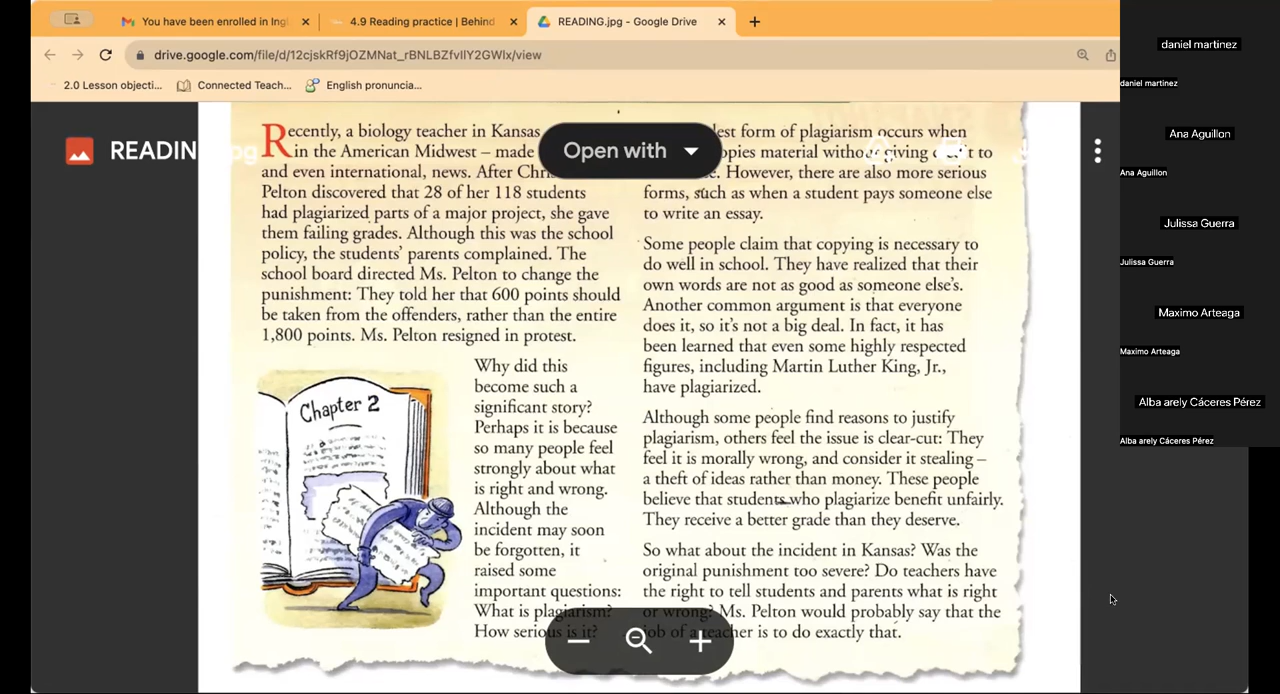 You have been enrolled in Ingl
4.9 Reading practice | Behind
READING.jpg - Google Drive
drive.google.com/file/d/12cjskRf9jOZMNat_rBNLBZfvllY2GWlx/view
2.0 Lesson objecti...
Connected Teach...
English pronuncia...
READIN
Open with
Recently, a biology teacher in Kansas
in the American Midwest – made
and even international, news. After
Pelton discovered that 28 of her 118 students
had plagiarized parts of a major project, she gave
them failing grades. Although this was the school
policy, the students' parents complained. The
school board directed Ms. Pelton to change the
punishment: They told her that 600 points should
be taken from the offenders, rather than the entire
1,800 points. Ms. Pelton resigned in protest.
Chapter 2
Why did this
become such a
significant story?
Perhaps it is because
so many people feel
strongly about what
is right and wrong.
Although the
incident may soon
be forgotten, it
raised some
important questions:
What is plagiarism?
How serious is it?
form of plagiarism occurs when
material without giving credit to
However, there are also more serious
forms, such as when a student pays someone else
to write an essay.
Some people claim that copying is necessary to
do well in school. They have realized that their
own words are not as good as someone else's.
Another common argument is that everyone
does it, so it's not a big deal. In fact, it has
been learned that even some highly respected
figures, including Martin Luther King, Jr.,
have plagiarized.
Although some people find reasons to justify
plagiarism, others feel the issue is clear-cut: They
feel it is morally wrong, and consider it stealing –
a theft of ideas rather than money. These people
believe that students who plagiarize benefit unfairly.
They receive a better grade than they deserve.
So what about the incident in Kansas? Was the
original punishment too severe? Do teachers have
the right to tell students and parents what is right
or wrong? Ms. Pelton would probably say that the
job of a teacher is to do exactly that.
daniel martinez
daniel martinez
Ana Aguillon
Ana Aguillon
Julissa Guerra
Julissa Guerra
Maximo Arteaga
Maximo Arteaga
Alba arely Cáceres Pérez
Alba arely Cáceres Pérez